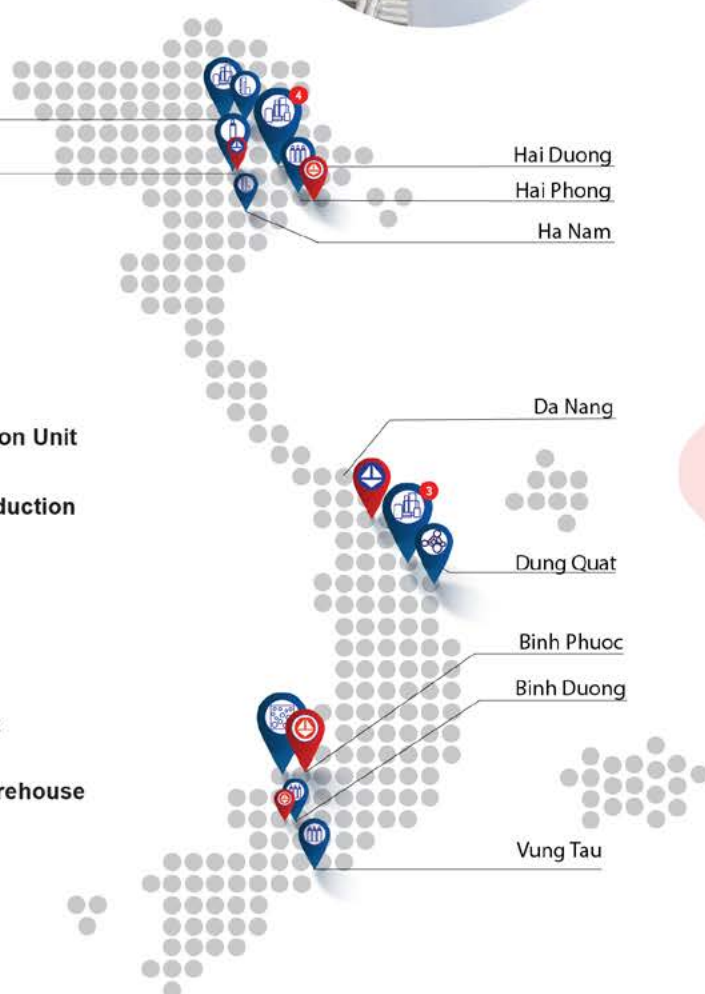 4
Hai Duong
Hai Phong
Ha Nam
Da Nang
on Unit
3
duction
Dung Quat
Binh Phuoc
Binh Duong
rehouse
Vung Tau